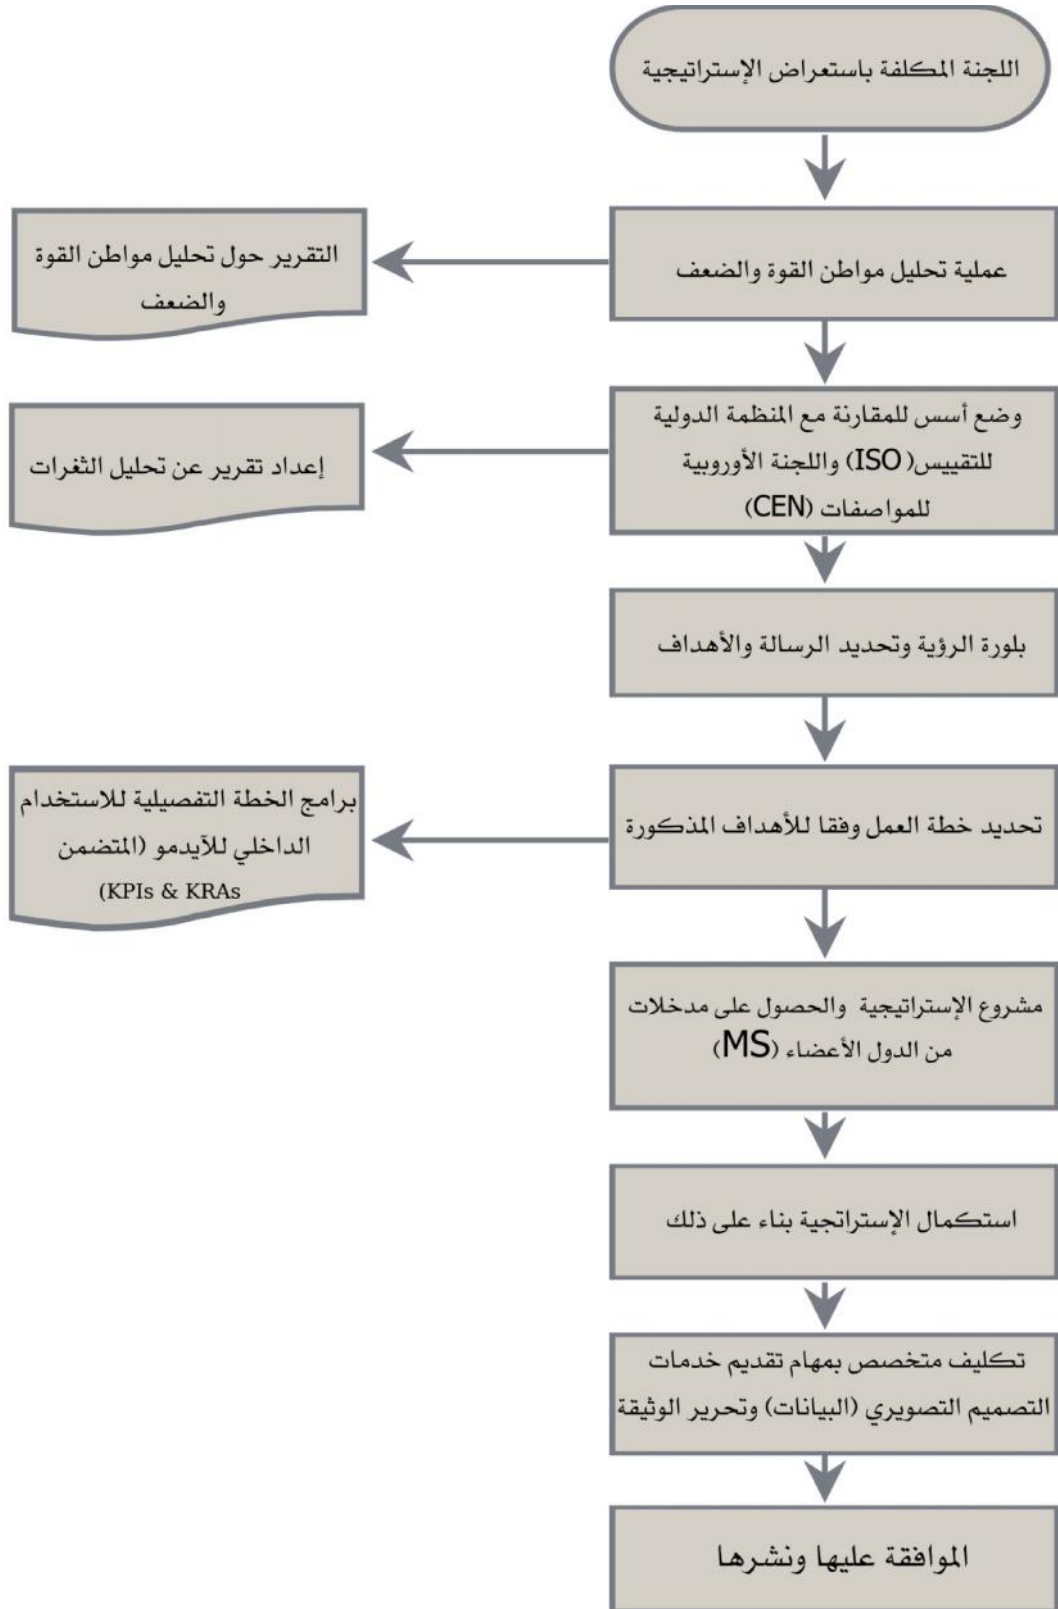 اللجنة المكلفة باستعراض الإستراتيجية
عملية تحليل مواطن القوة والضعف
التقرير حول تحليل مواطن القوة
والضعف
وضع أسس للمقارنة مع المنظمة الدولية
للتقييس( ISO) واللجنة الأوروبية
للمواصفات (CEN)
إعداد تقرير عن تحليل الثغرات
بلورة الرؤية وتحديد الرسالة والأهداف
تحديد خطة العمل وفقا للأهداف المذكورة
برامج الخطة التفصيلية للاستخدام
الداخلي للآيدمو (المتضمن
KPIs & KRAs)
مشروع الإستراتيجية والحصول على مدخلات
من الدول الأعضاء (MS)
استكمال الإستراتجية بناء على ذلك
تكليف متخصص بمهام تقديم خدمات
التصميم التصويري (البيانات) وتحرير الوثيقة
الموافقة عليها ونشرها